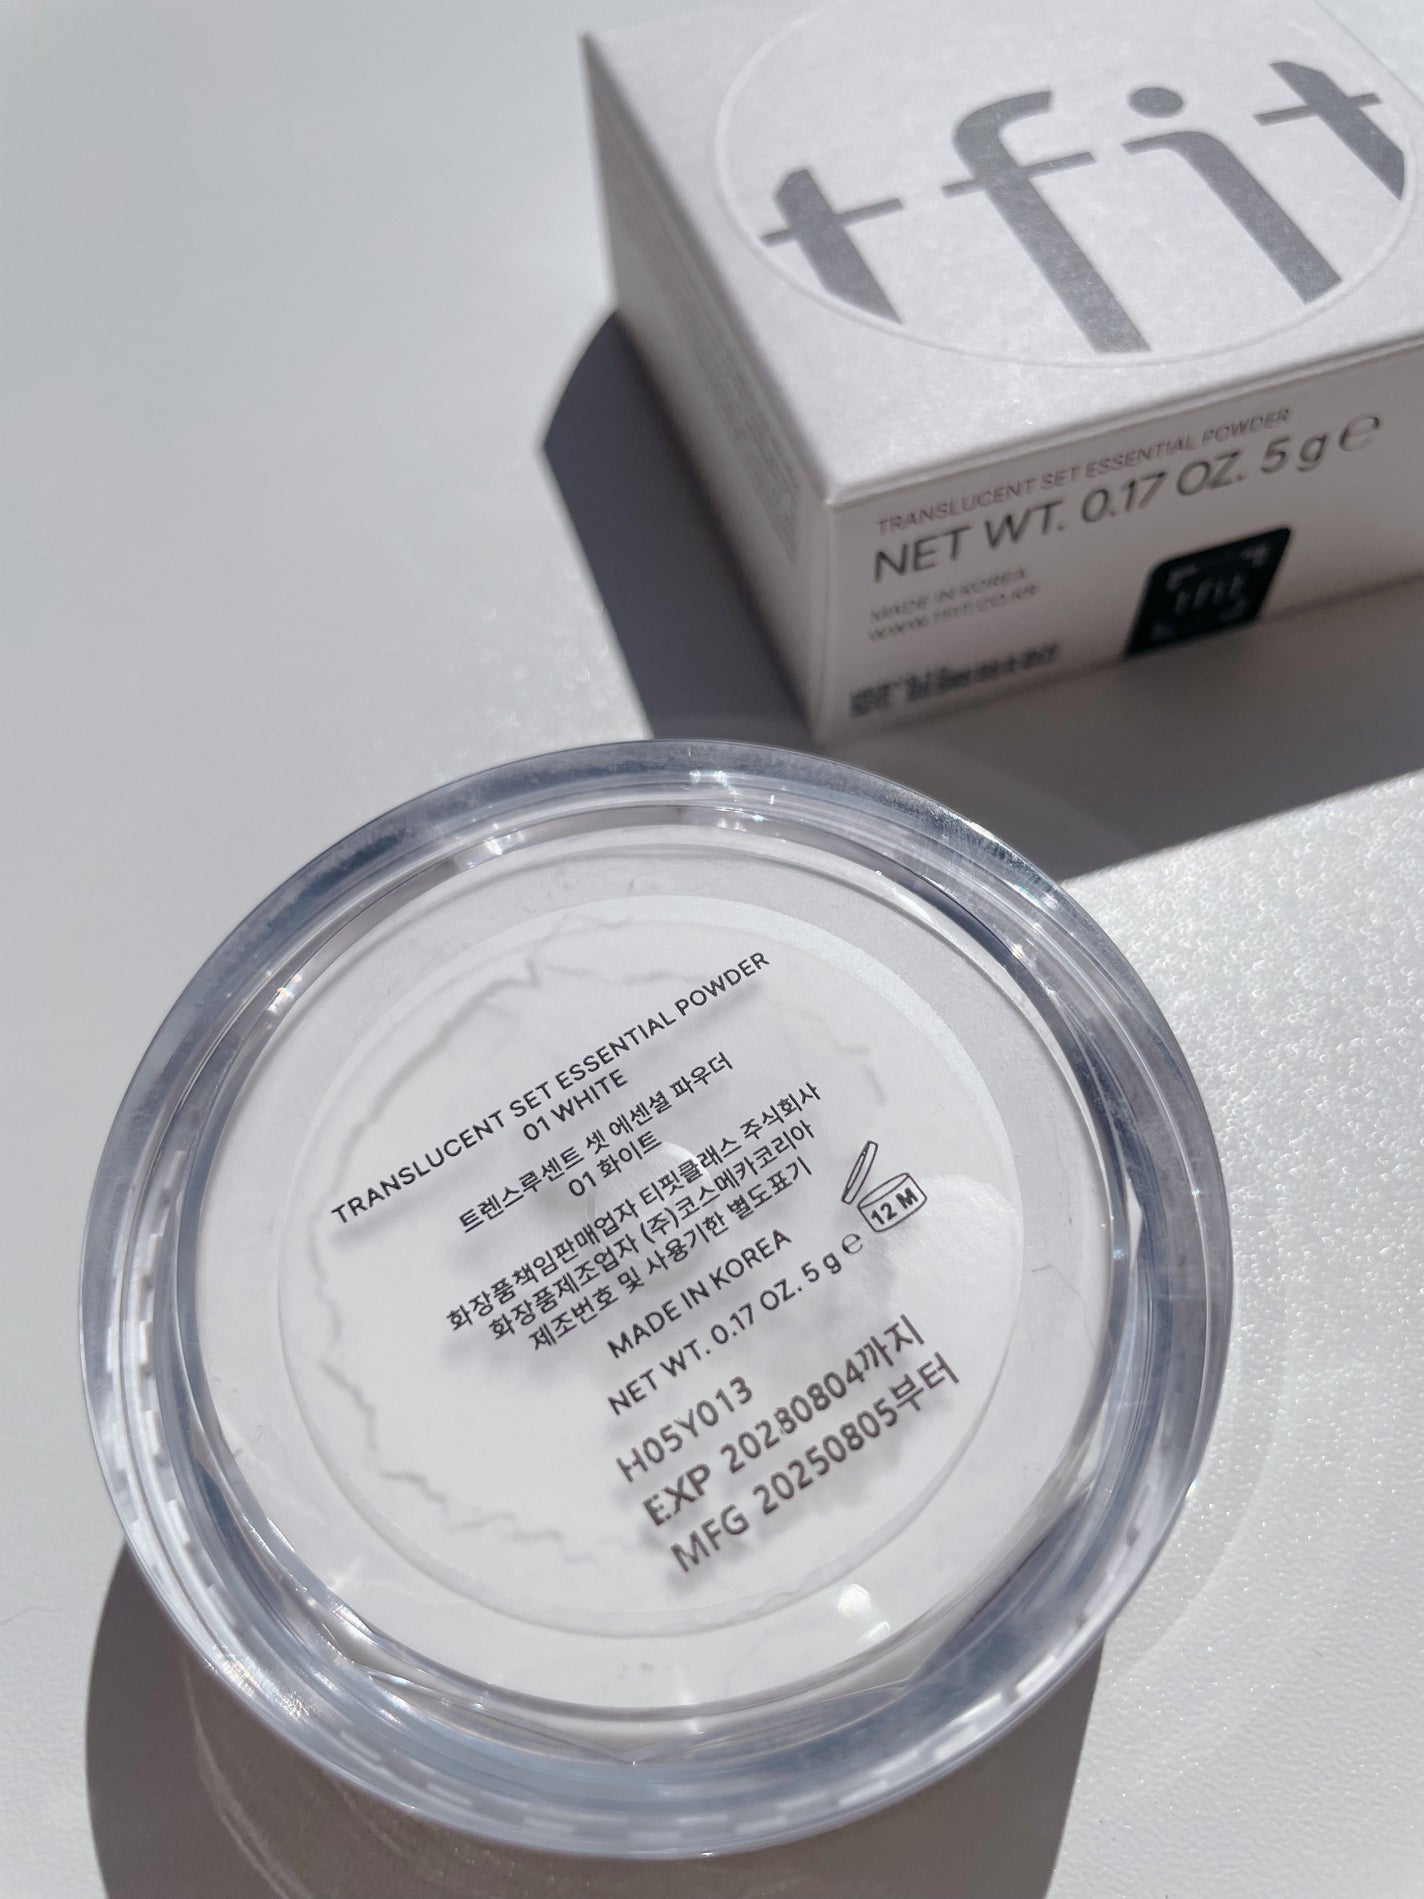 tfit
TRANSLUCENT SET ESSENTIAL POWDER
NET WT. 0.17 OZ. 5 g ℮
MADE IN KOREA
tfit
TRANSLUCENT SET ESSENTIAL POWDER
01 WHITE
트렌스루센트 셋 에센셜 파우더
01 화이트
화장품책임판매업자 티핏클래스 주식회사
화장품제조업자 (주)코스메카코리아
제조번호 및 사용기한 별도표기
MADE IN KOREA
NET WT. 0.17 OZ. 5 g ℮
12 M
H05Y013
EXP 20280804까지
MFG 20250805부터